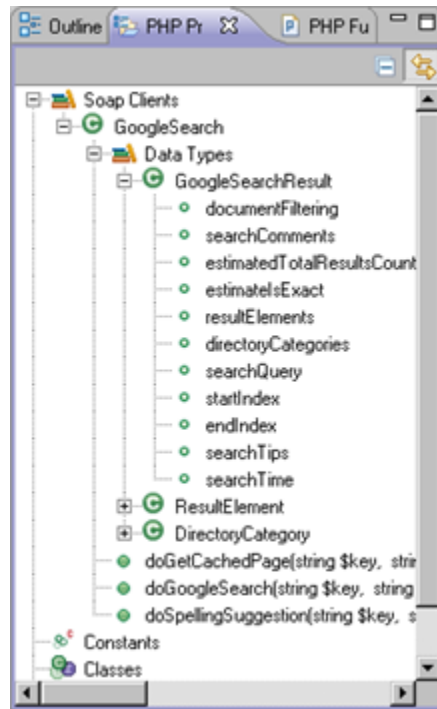 Outline PHP Pr PHP Fu
Soap Clients
GoogleSearch
Data Types
GoogleSearchResult
documentFiltering
searchComments
estimatedTotalResultsCount
estimateIsExact
resultElements
directoryCategories
searchQuery
startIndex
endIndex
searchTips
searchTime
ResultElement
DirectoryCategory
doGetCachedPage(string $key, strin
doGoogleSearch(string $key, string
doSpellingSuggestion(string $key, s
Constants
Classes